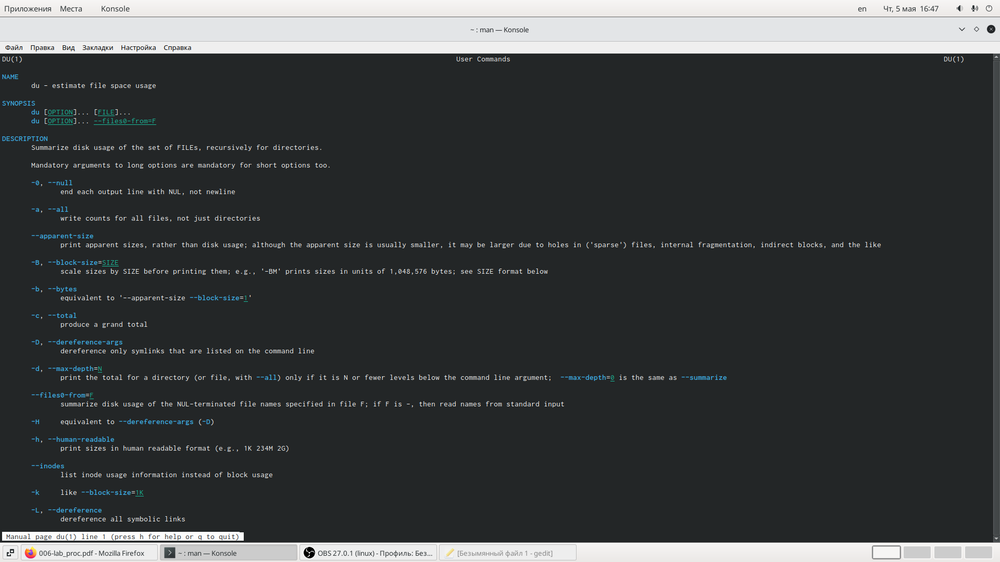 Приложения Места Konsole en Чт, 5 мая 16:47
~ : man — Konsole
Файл Правка Вид Закладки Настройка Справка
DU(1) User Commands DU(1)
NAME
du - estimate file space usage
SYNOPSIS
du [OPTION]... [FILE]...
du [OPTION]... --files0-from=F
DESCRIPTION
Summarize disk usage of the set of FILEs, recursively for directories.
Mandatory arguments to long options are mandatory for short options too.
-0, --null
end each output line with NUL, not newline
-a, --all
write counts for all files, not just directories
--apparent-size
print apparent sizes, rather than disk usage; although the apparent size is usually smaller, it may be larger due to holes in ('sparse') files, internal fragmentation, indirect blocks, and the like
-B, --block-size=SIZE
scale sizes by SIZE before printing them; e.g., '-BM' prints sizes in units of 1,048,576 bytes; see SIZE format below
-b, --bytes
equivalent to '--apparent-size --block-size=1'
-c, --total
produce a grand total
-D, --dereference-args
dereference only symlinks that are listed on the command line
-d, --max-depth=N
print the total for a directory (or file, with --all) only if it is N or fewer levels below the command line argument;  --max-depth=0 is the same as --summarize
--files0-from=F
summarize disk usage of the NUL-terminated file names specified in file F; if F is -, then read names from standard input
-H equivalent to --dereference-args (-D)
-h, --human-readable
print sizes in human readable format (e.g., 1K 234M 2G)
--inodes
list inode usage information instead of block usage
-k like --block-size=1K
-L, --dereference
dereference all symbolic links
Manual page du(1) line 1 (press h for help or q to quit)
006-lab_proc.pdf - Mozilla Firefox ~ : man — Konsole OBS 27.0.1 (linux) - Профиль: Без... [Безымянный файл 1 - gedit]